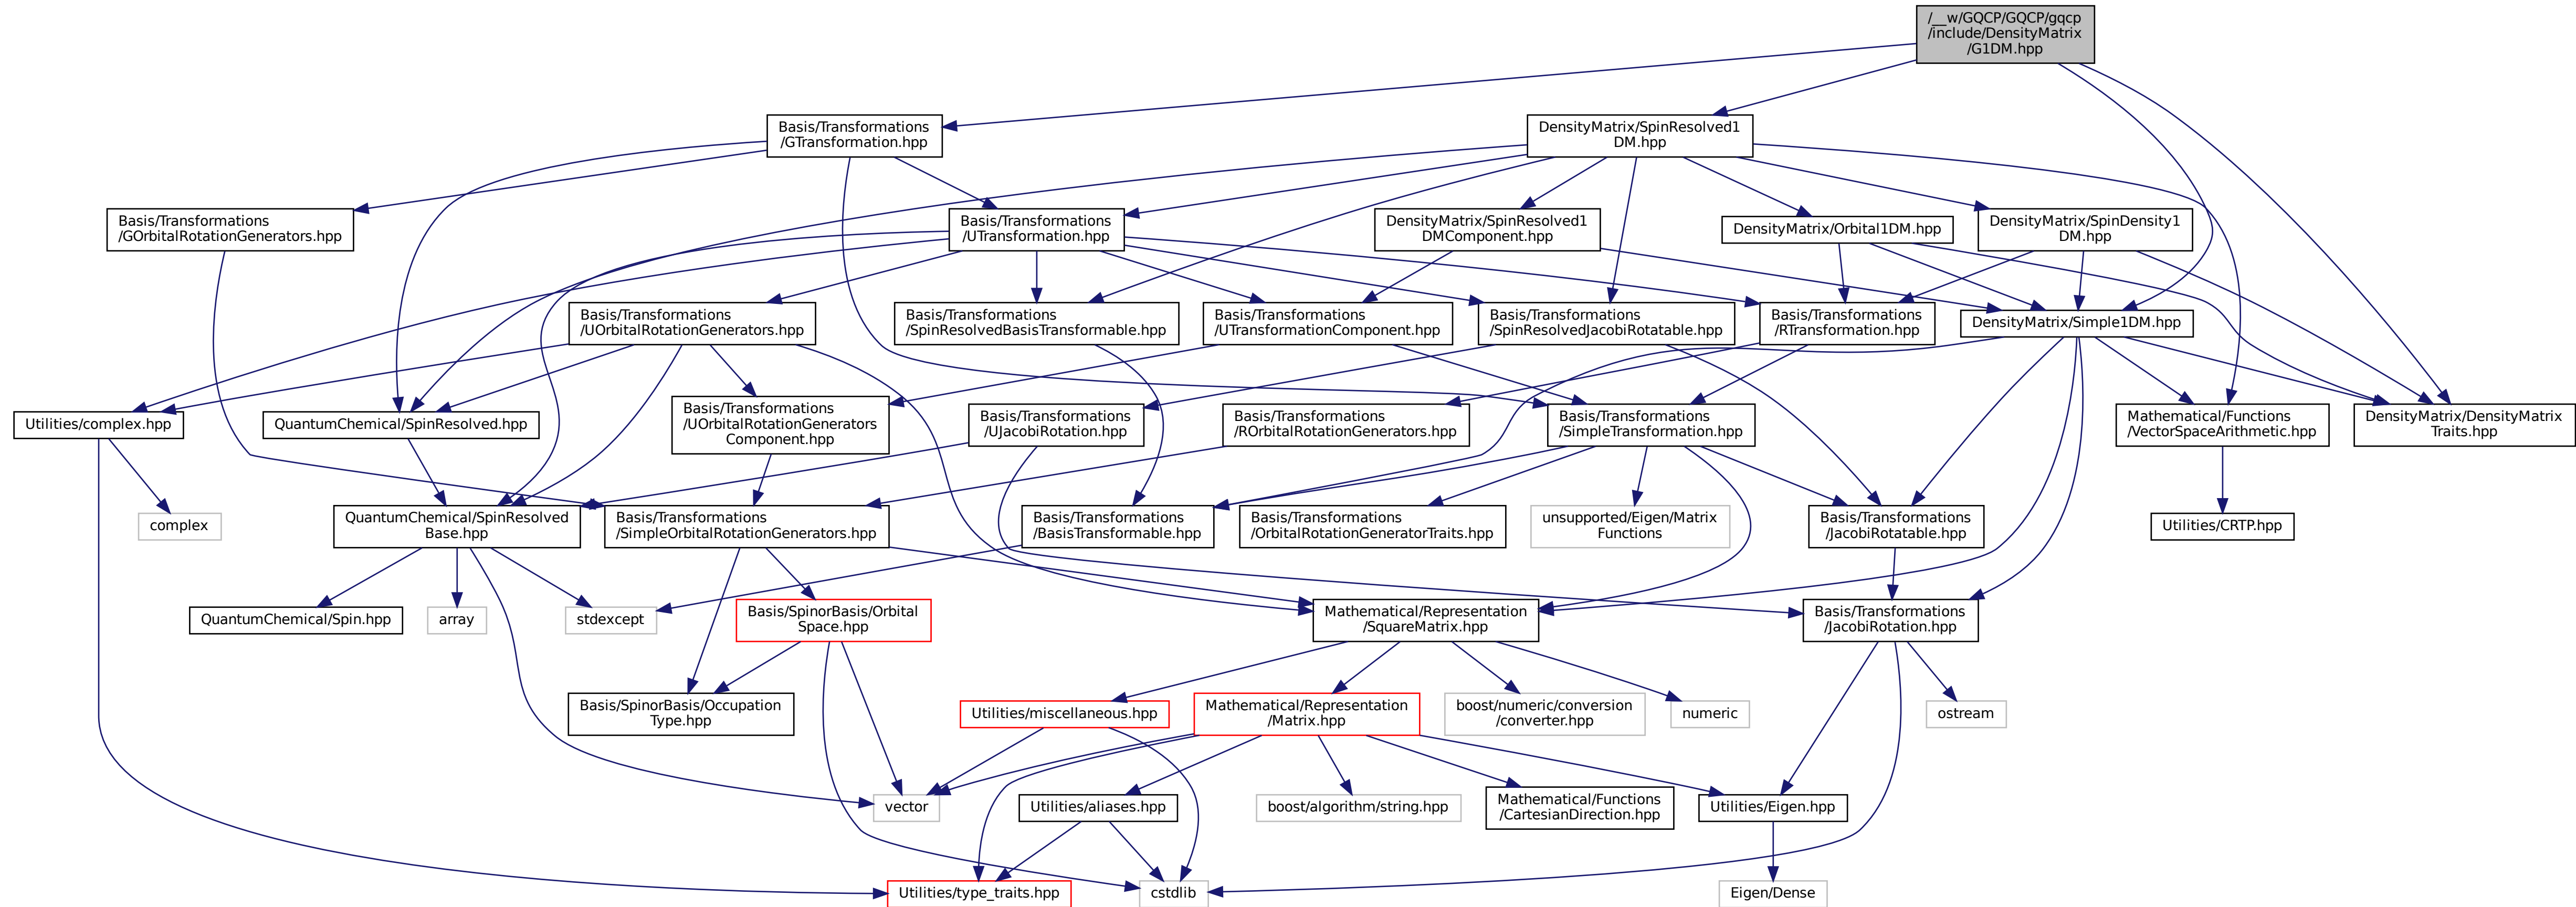 /__w/GQCP/GQCP/gqcp
/include/DensityMatrix
/G1DM.hpp
Basis/Transformations
/GTransformation.hpp
DensityMatrix/SpinResolved1
DM.hpp
Basis/Transformations
/GOrbitalRotationGenerators.hpp
Basis/Transformations
/UTransformation.hpp
DensityMatrix/SpinResolved1
DMComponent.hpp
DensityMatrix/Orbital1DM.hpp
DensityMatrix/SpinDensity1
DM.hpp
Basis/Transformations
/UOrbitalRotationGenerators.hpp
Basis/Transformations
/SpinResolvedBasisTransformable.hpp
Basis/Transformations
/UTransformationComponent.hpp
Basis/Transformations
/SpinResolvedJacobiRotatable.hpp
Basis/Transformations
/RTransformation.hpp
DensityMatrix/Simple1DM.hpp
Utilities/complex.hpp
QuantumChemical/SpinResolved.hpp
Basis/Transformations
/UOrbitalRotationGenerators
Component.hpp
Basis/Transformations
/UJacobiRotation.hpp
Basis/Transformations
/ROrbitalRotationGenerators.hpp
Basis/Transformations
/SimpleTransformation.hpp
Mathematical/Functions
/VectorSpaceArithmetic.hpp
DensityMatrix/DensityMatrix
Traits.hpp
complex
QuantumChemical/SpinResolved
Base.hpp
Basis/Transformations
/SimpleOrbitalRotationGenerators.hpp
Basis/Transformations
/BasisTransformable.hpp
Basis/Transformations
/OrbitalRotationGeneratorTraits.hpp
unsupported/Eigen/Matrix
Functions
Basis/Transformations
/JacobiRotatable.hpp
Utilities/CRTP.hpp
QuantumChemical/Spin.hpp
array
stdexcept
Basis/SpinorBasis/Orbital
Space.hpp
Mathematical/Representation
/SquareMatrix.hpp
Basis/Transformations
/JacobiRotation.hpp
Basis/SpinorBasis/Occupation
Type.hpp
Utilities/miscellaneous.hpp
Mathematical/Representation
/Matrix.hpp
boost/numeric/conversion
/converter.hpp
numeric
ostream
vector
Utilities/aliases.hpp
boost/algorithm/string.hpp
Mathematical/Functions
/CartesianDirection.hpp
Utilities/Eigen.hpp
Utilities/type_traits.hpp
cstdlib
Eigen/Dense